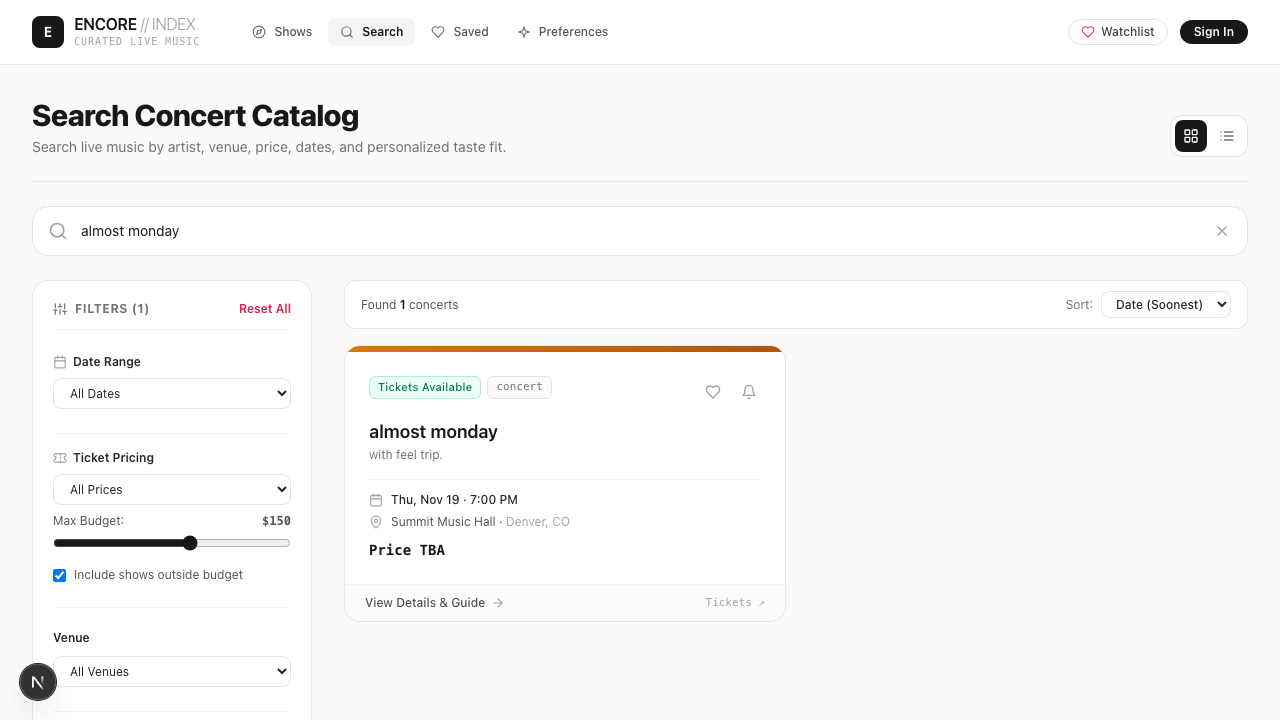 E
ENCORE // INDEX
CURATED LIVE MUSIC
Shows
Search
Saved
Preferences
Watchlist
Sign In
Search Concert Catalog
Search live music by artist, venue, price, dates, and personalized taste fit.
almost monday
FILTERS (1)
Reset All
Date Range
All Dates
Ticket Pricing
All Prices
Max Budget:
$150
Include shows outside budget
Venue
All Venues
N
Found 1 concerts
Sort:
Date (Soonest)
Tickets Available
concert
almost monday
with feel trip.
Thu, Nov 19 · 7:00 PM
Summit Music Hall · Denver, CO
Price TBA
View Details & Guide →
Tickets ↗